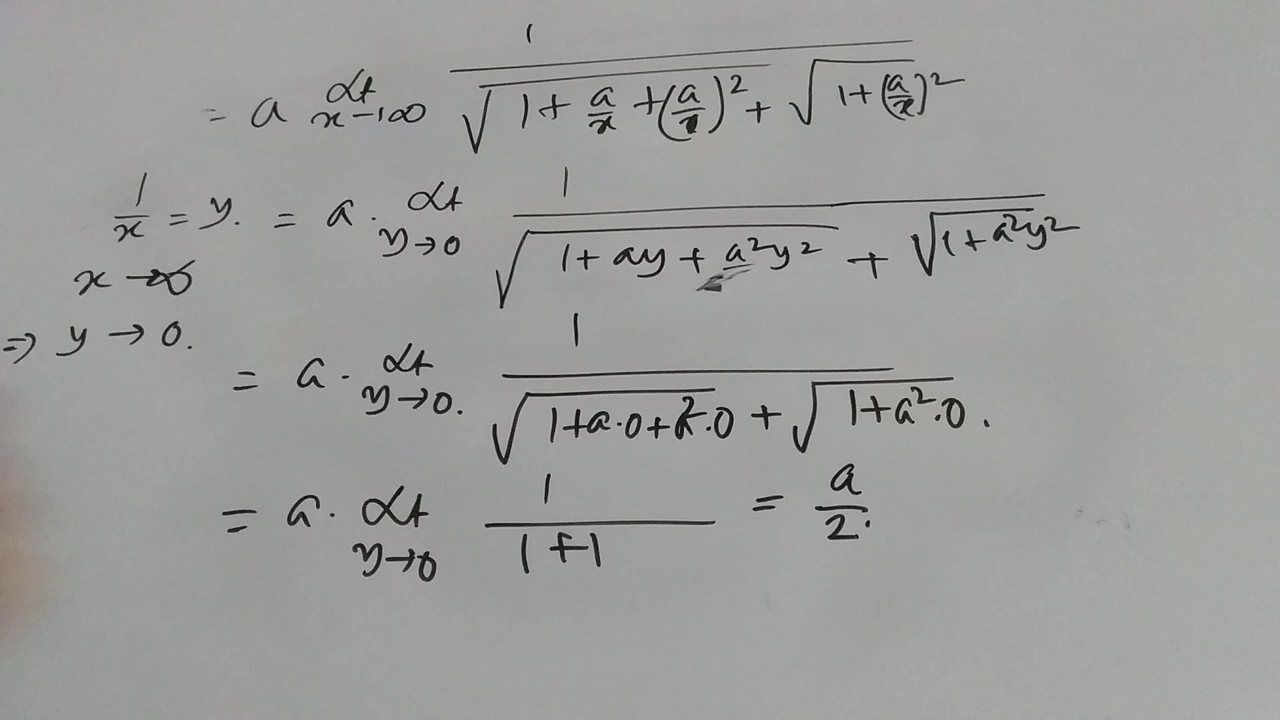 = a Lt x→∞ 1 / √(1 + a/x + (a/x)²) + √(1 + (a/x)²)
1/x = y. = a · Lt y→0 1 / √(1 + ay + a²y²) + √(1 + a²y²)
x → ∞
⇒ y → 0.
= a · Lt y→0. 1 / √(1+a·0+a²·0) + √(1+a²·0).
= a · Lt y→0 1 / 1+1 = a/2.